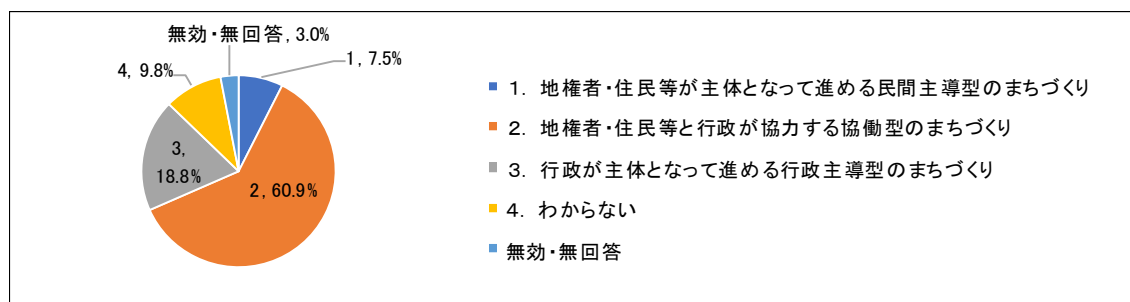 無効・無回答, 3.0%
1, 7.5%
4, 9.8%
3,
18.8%
2, 60.9%
1. 地権者・住民等が主体となって進める民間主導型のまちづくり
2. 地権者・住民等と行政が協力する協働型のまちづくり
3. 行政が主体となって進める行政主導型のまちづくり
4. わからない
無効・無回答